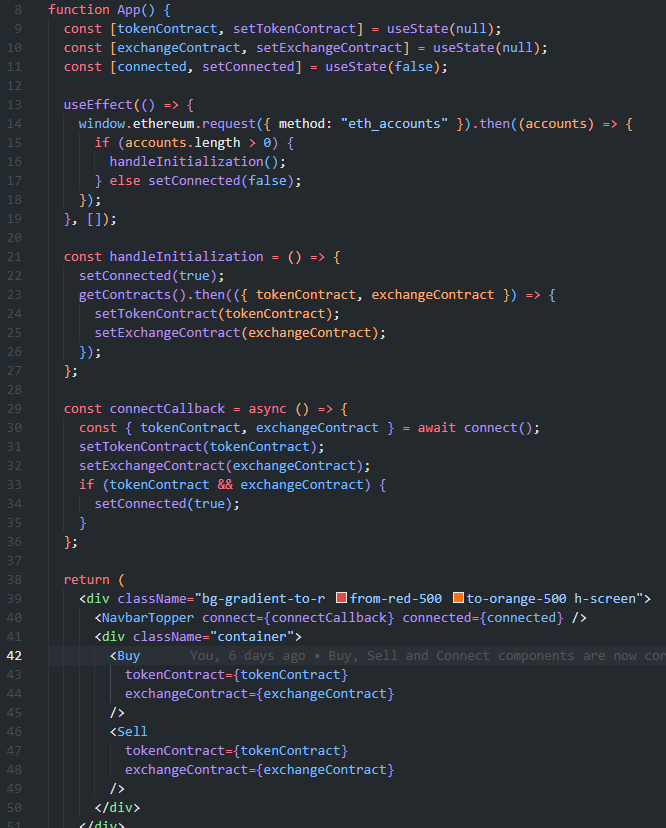 8 function App() {
9 const [tokenContract, setTokenContract] = useState(null);
10 const [exchangeContract, setExchangeContract] = useState(null);
11 const [connected, setConnected] = useState(false);
12
13 useEffect(() => {
14 window.ethereum.request({ method: "eth_accounts" }).then((accounts) => {
15 if (accounts.length > 0) {
16 handleInitialization();
17 } else setConnected(false);
18 });
19 }, []);
20
21 const handleInitialization = () => {
22 setConnected(true);
23 getContracts().then(({ tokenContract, exchangeContract }) => {
24 setTokenContract(tokenContract);
25 setExchangeContract(exchangeContract);
26 });
27 };
28
29 const connectCallback = async () => {
30 const { tokenContract, exchangeContract } = await connect();
31 setTokenContract(tokenContract);
32 setExchangeContract(exchangeContract);
33 if (tokenContract && exchangeContract) {
34 setConnected(true);
35 }
36 };
37
38 return (
39 <div className="bg-gradient-to-r from-red-500 to-orange-500 h-screen">
40 <NavbarTopper connect={connectCallback} connected={connected} />
41 <div className="container">
42 <Buy You, 6 days ago • Buy, Sell and Connect components are now con
43 tokenContract={tokenContract}
44 exchangeContract={exchangeContract}
45 />
46 <Sell
47 tokenContract={tokenContract}
48 exchangeContract={exchangeContract}
49 />
50 </div>
51 </div>